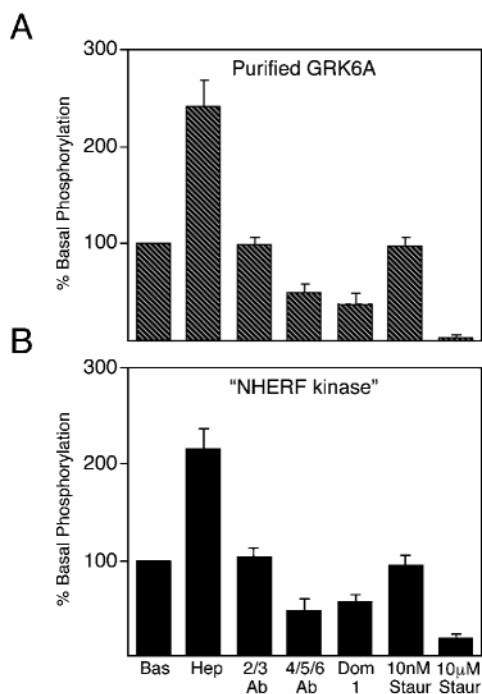 A
300
Purified GRK6A
200
% Basal Phosphorylation
100
B
300
“NHERF kinase”
200
% Basal Phosphorylation
100
Bas Hep 2/3 4/5/6 Dom 10nM 10μM
Ab Ab 1 Staur Staur